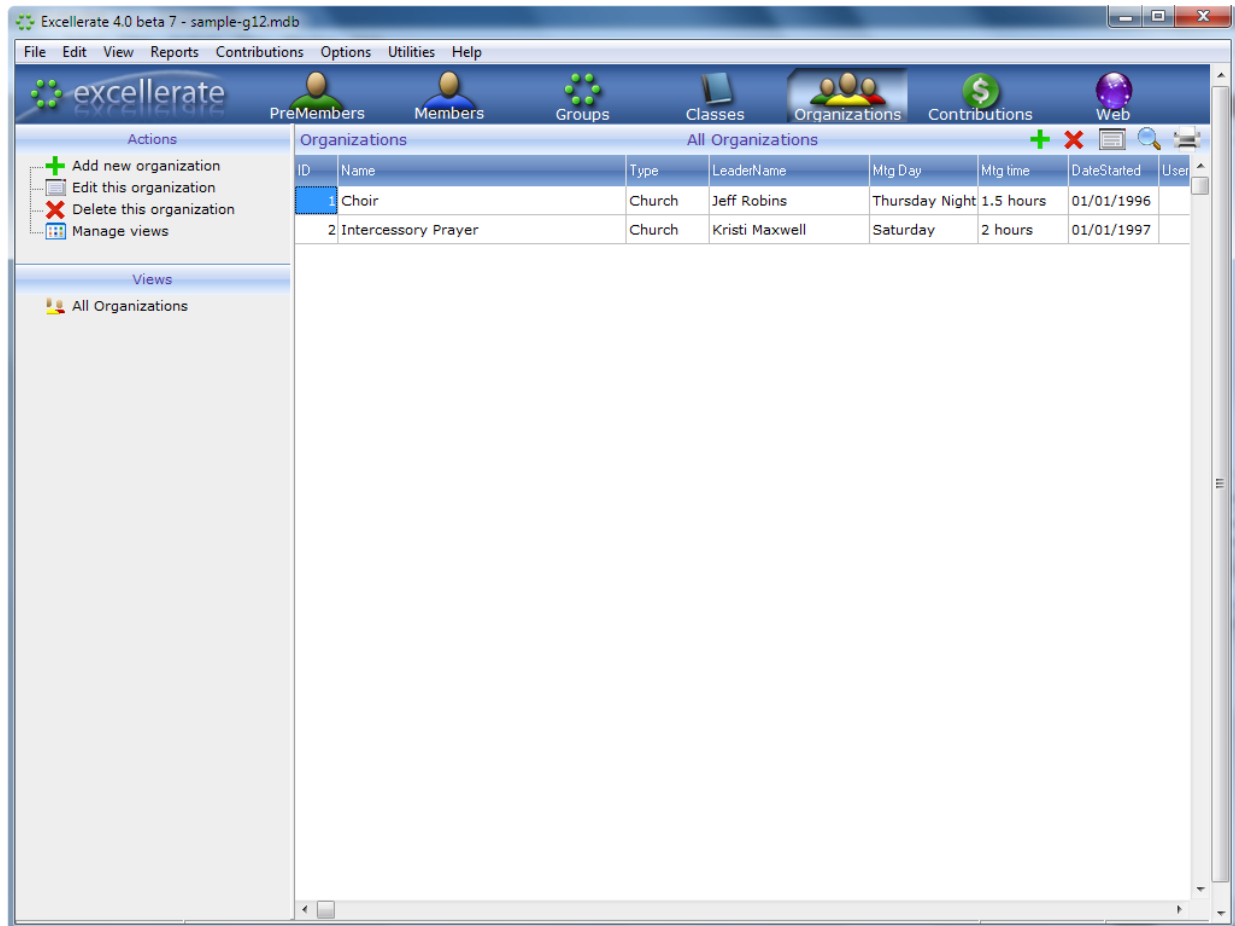 Excellerate 4.0 beta 7 - sample-g12.mdb
File Edit View Reports Contributions Options Utilities Help
excellerate PreMembers Members Groups Classes Organizations Contributions Web
Actions Organizations All Organizations
Add new organization
Edit this organization
Delete this organization
Manage views
Views
All Organizations
ID Name Type LeaderName Mtg Day Mtg time DateStarted User
1 Choir Church Jeff Robins Thursday Night 1.5 hours 01/01/1996
2 Intercessory Prayer Church Kristi Maxwell Saturday 2 hours 01/01/1997